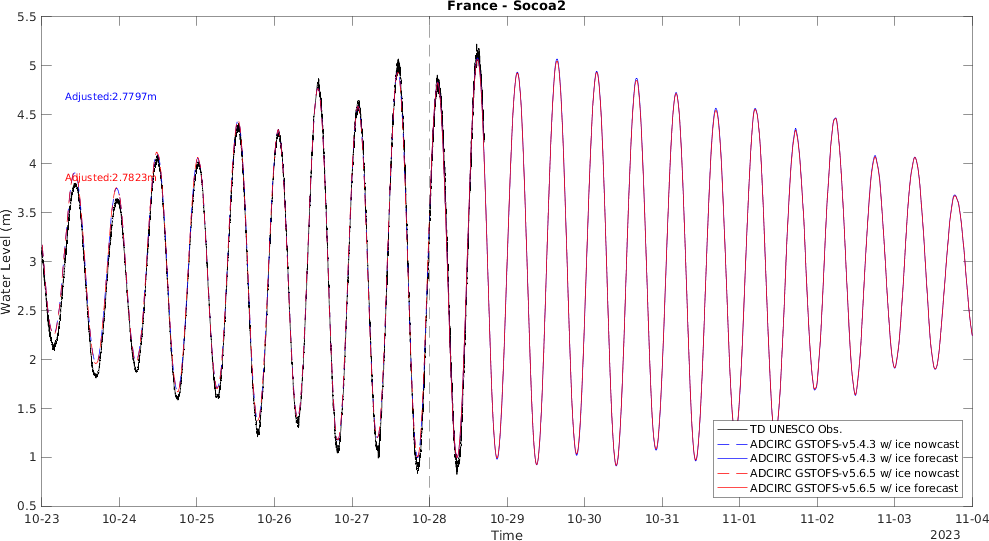 France - Socoa2
5.5
5
4.5
4
3.5
3
2.5
2
1.5
1
0.5
Water Level (m)
Adjusted:2.7797m
Adjusted:2.7823m
TD UNESCO Obs.
ADCIRC GSTOFS-v5.4.3 w/ ice nowcast
ADCIRC GSTOFS-v5.4.3 w/ ice forecast
ADCIRC GSTOFS-v5.6.5 w/ ice nowcast
ADCIRC GSTOFS-v5.6.5 w/ ice forecast
10-23 10-24 10-25 10-26 10-27 10-28 10-29 10-30 10-31 11-01 11-02 11-03 11-04
Time
2023